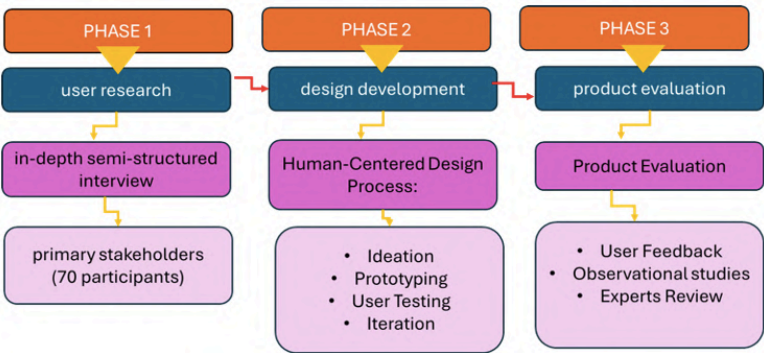 PHASE 1
user research
in-depth semi-structured
interview
primary stakeholders
(70 participants)
PHASE 2
design development
Human-Centered Design
Process:
• Ideation
• Prototyping
• User Testing
• Iteration
PHASE 3
product evaluation
Product Evaluation
• User Feedback
• Observational studies
• Experts Review